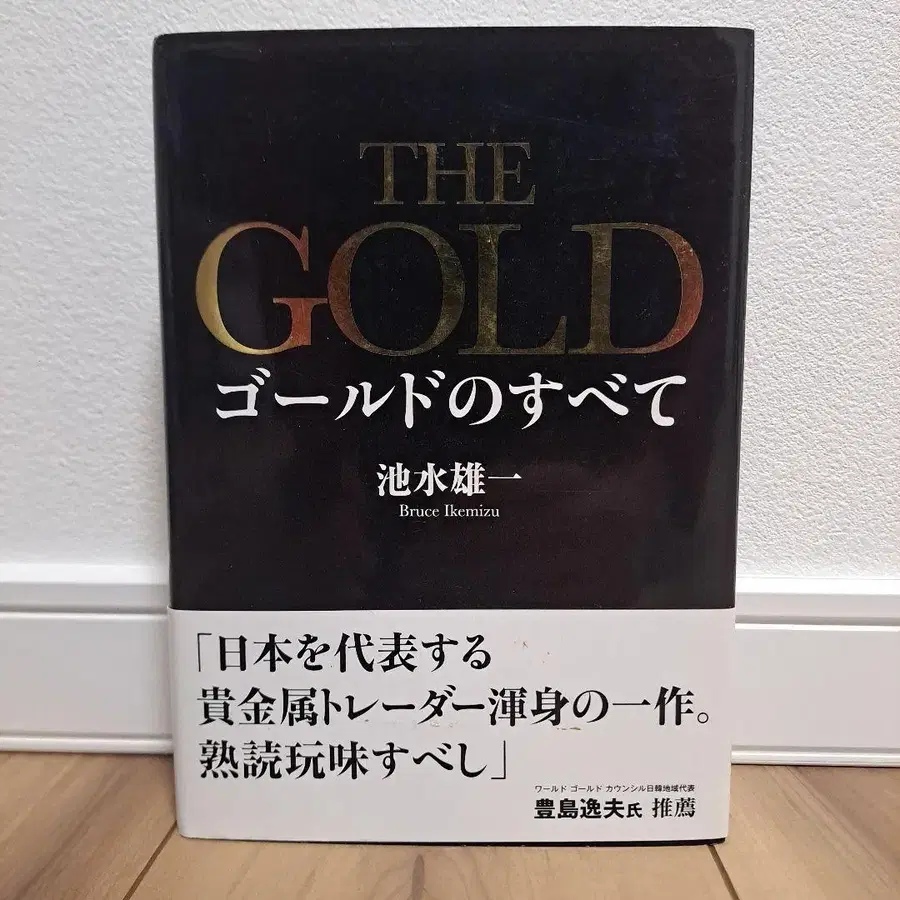 THE
GOLD
ゴールドのすべて
池水雄一
Bruce Ikemizu
「日本を代表する
貴金属トレーダー渾身の一作。
熟読玩味すべし」
ワールド ゴールド カウンシル日韓地域代表
豊島逸夫氏 推薦